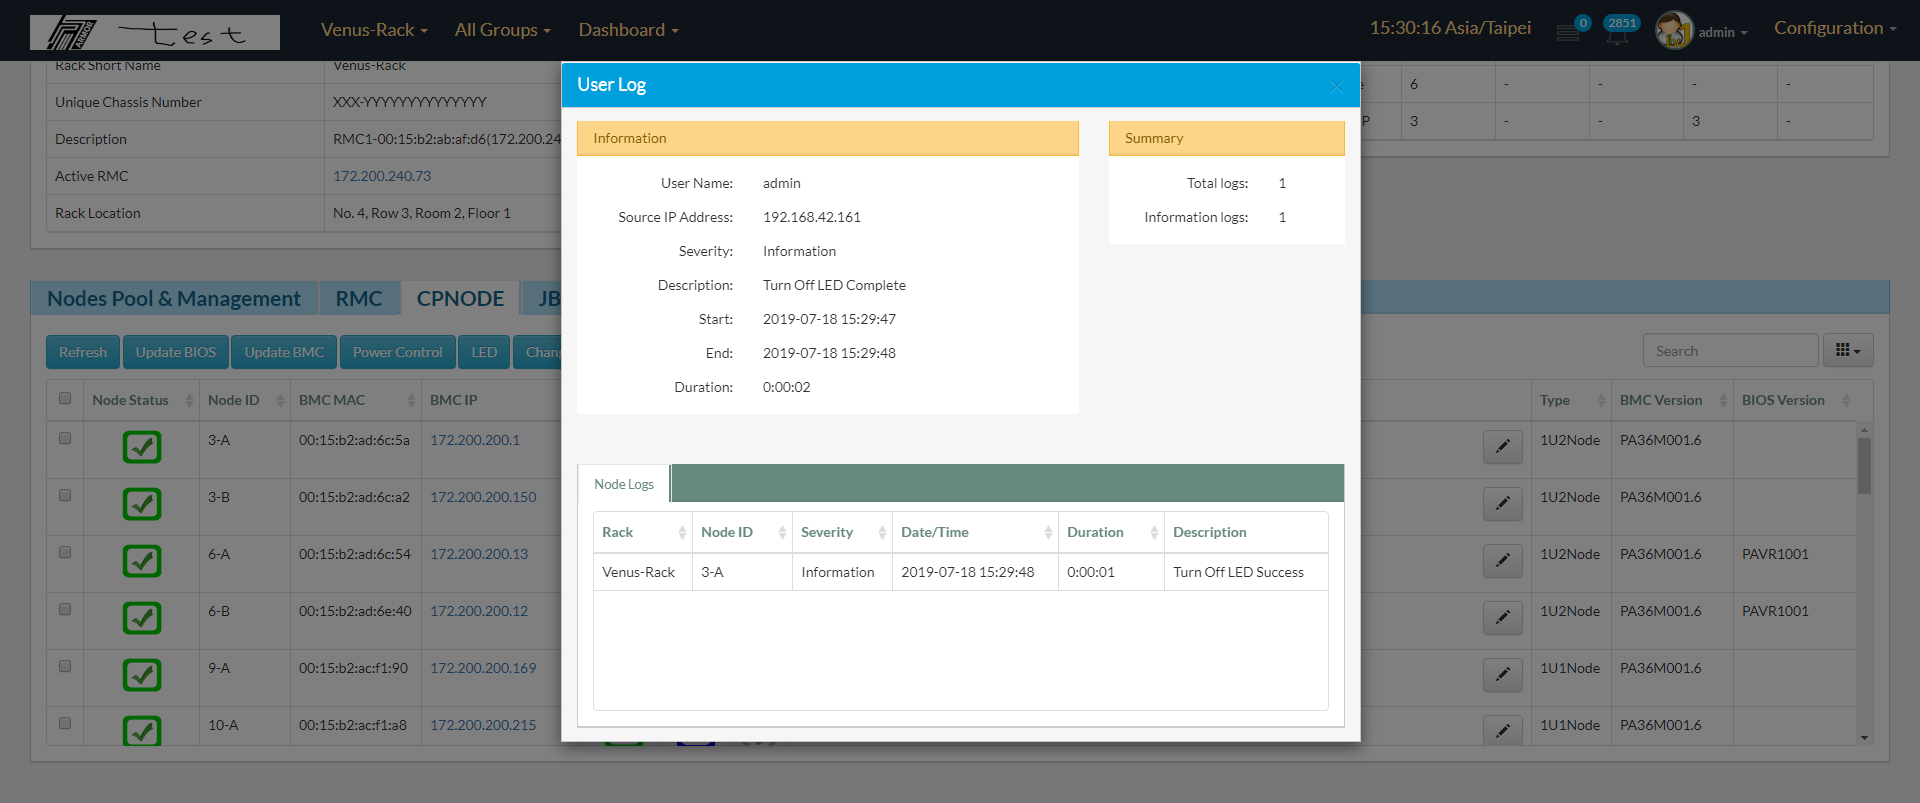 ARMOR test
Venus-Rack
All Groups
Dashboard
15:30:16 Asia/Taipei
0
2851
admin
Configuration
Rack Short Name Venus-Rack
Unique Chassis Number XXX-YYYYYYYYYYYYYY
Description RMC1-00:15:b2:ab:af:d6(172.200.24
Active RMC 172.200.240.73
Rack Location No. 4, Row 3, Room 2, Floor 1
e 6 - - - -
P 3 - - 3 -
User Log
Information
User Name: admin
Source IP Address: 192.168.42.161
Severity: Information
Description: Turn Off LED Complete
Start: 2019-07-18 15:29:47
End: 2019-07-18 15:29:48
Duration: 0:00:02
Summary
Total logs: 1
Information logs: 1
Node Logs
Rack Node ID Severity Date/Time Duration Description
Venus-Rack 3-A Information 2019-07-18 15:29:48 0:00:01 Turn Off LED Success
Nodes Pool & Management RMC CPNODE JB
Refresh Update BIOS Update BMC Power Control LED Chan
Search
Node Status Node ID BMC MAC BMC IP Type BMC Version BIOS Version
3-A 00:15:b2:ad:6c:5a 172.200.200.1 1U2Node PA36M001.6
3-B 00:15:b2:ad:6c:a2 172.200.200.150 1U2Node PA36M001.6
6-A 00:15:b2:ad:6c:54 172.200.200.13 1U2Node PA36M001.6 PAVR1001
6-B 00:15:b2:ad:6e:40 172.200.200.12 1U2Node PA36M001.6 PAVR1001
9-A 00:15:b2:ac:f1:90 172.200.200.169 1U1Node PA36M001.6
10-A 00:15:b2:ac:f1:a8 172.200.200.215 1U1Node PA36M001.6